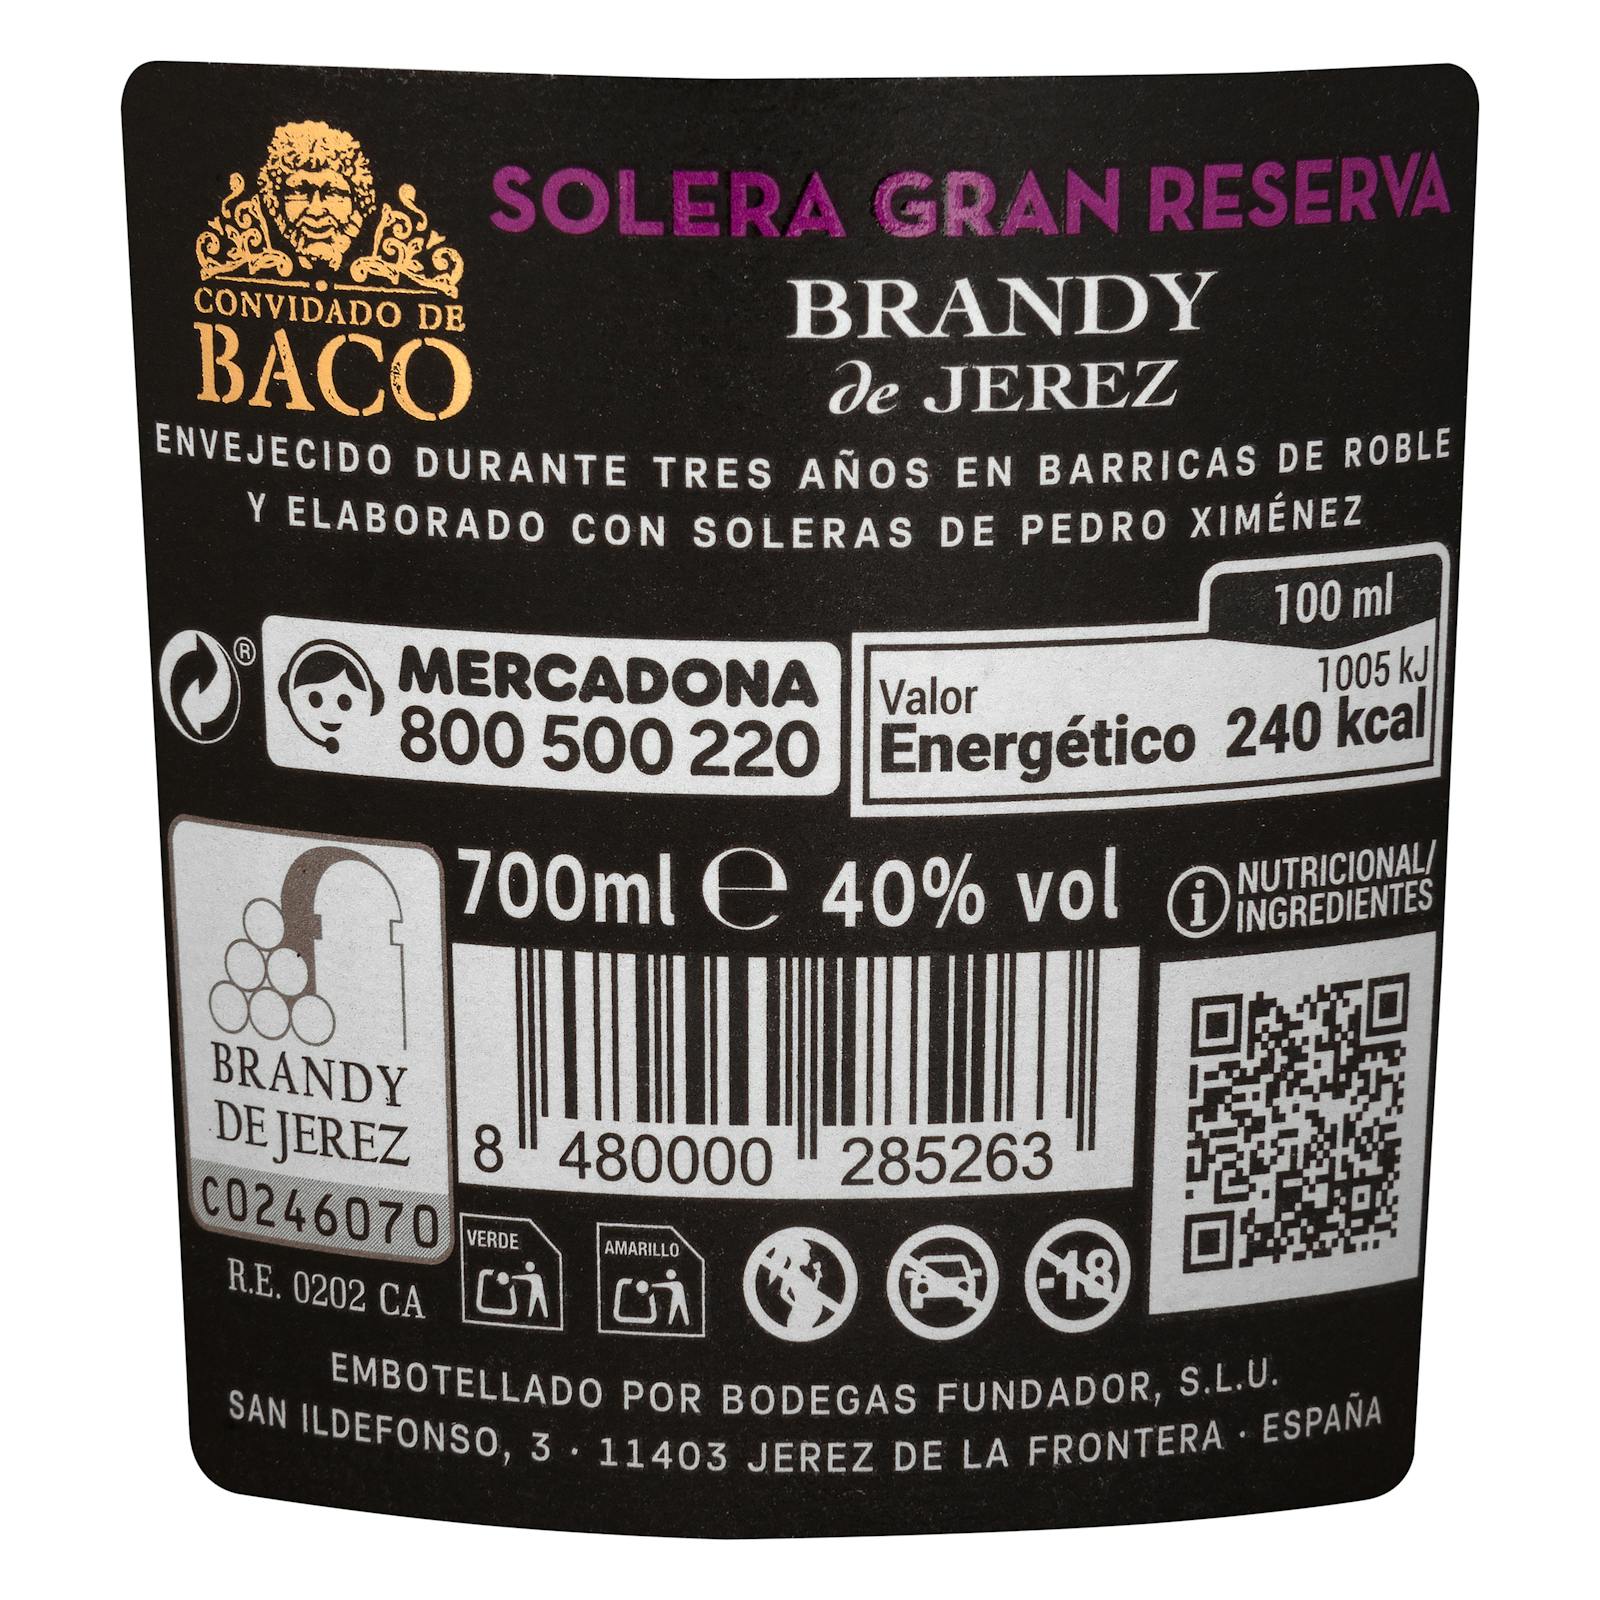 SOLERA GRAN RESERVA
BRANDY
de JEREZ
CONVIDADO DE
BACO
ENVEJECIDO DURANTE TRES AÑOS EN BARRICAS DE ROBLE
Y ELABORADO CON SOLERAS DE PEDRO XIMÉNEZ
®
MERCADONA
800 500 220
100 ml
Valor
Energético
1005 kJ
240 kcal
700ml e 40% vol
NUTRICIONAL/
INGREDIENTES
BRANDY
DE JEREZ
C0246070
R.E. 0202 CA
8 480000 285263
VERDE
AMARILLO
-18
EMBOTELLADO POR BODEGAS FUNDADOR, S.L.U.
SAN ILDEFONSO, 3 · 11403 JEREZ DE LA FRONTERA · ESPAÑA